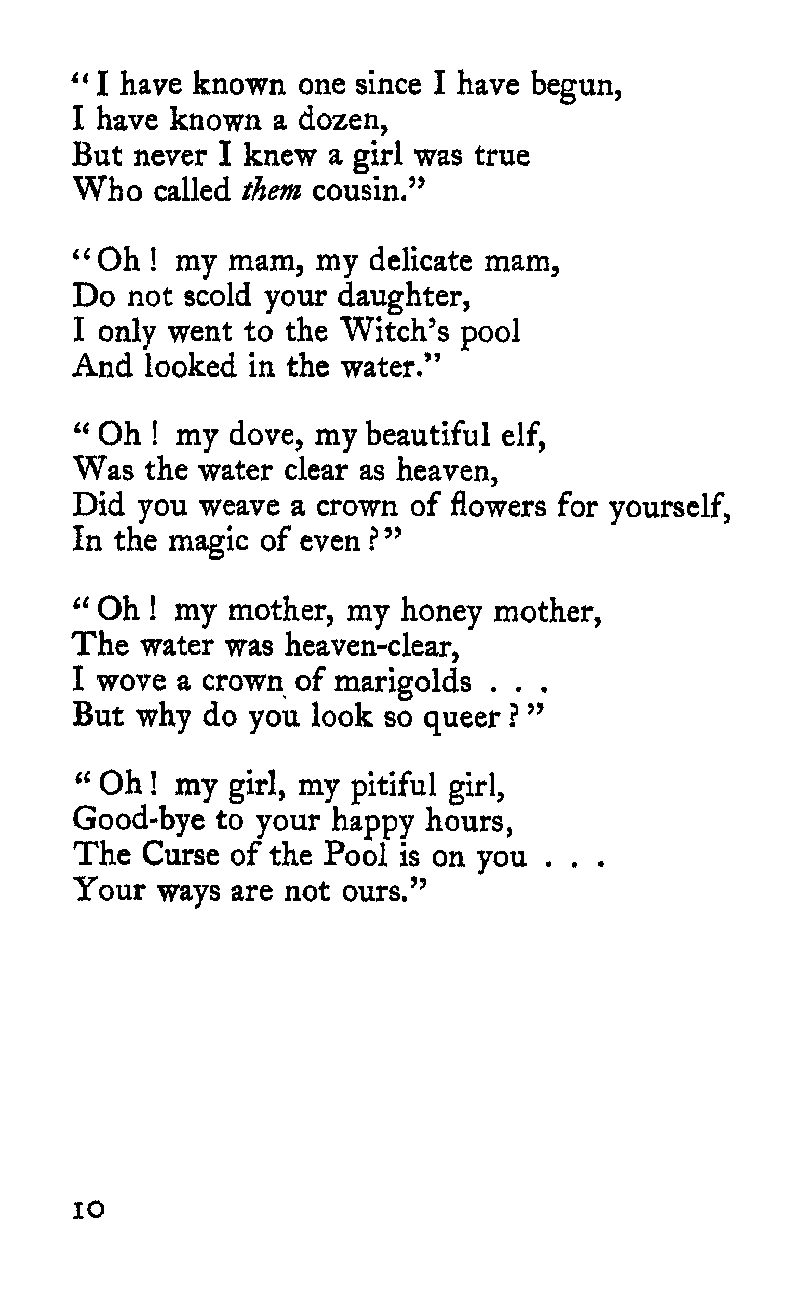 “ I have known one since I have begun,
I have known a dozen,
But never I knew a girl was true
Who called them cousin.”
“ Oh ! my mam, my delicate mam,
Do not scold your daughter,
I only went to the Witch’s pool
And looked in the water.”
“ Oh ! my dove, my beautiful elf,
Was the water clear as heaven,
Did you weave a crown of flowers for yourself,
In the magic of even ?”
“ Oh ! my mother, my honey mother,
The water was heaven-clear,
I wove a crown of marigolds . . .
But why do you look so queer ? ”
“ Oh ! my girl, my pitiful girl,
Good-bye to your happy hours,
The Curse of the Pool is on you . . .
Your ways are not ours.”
10